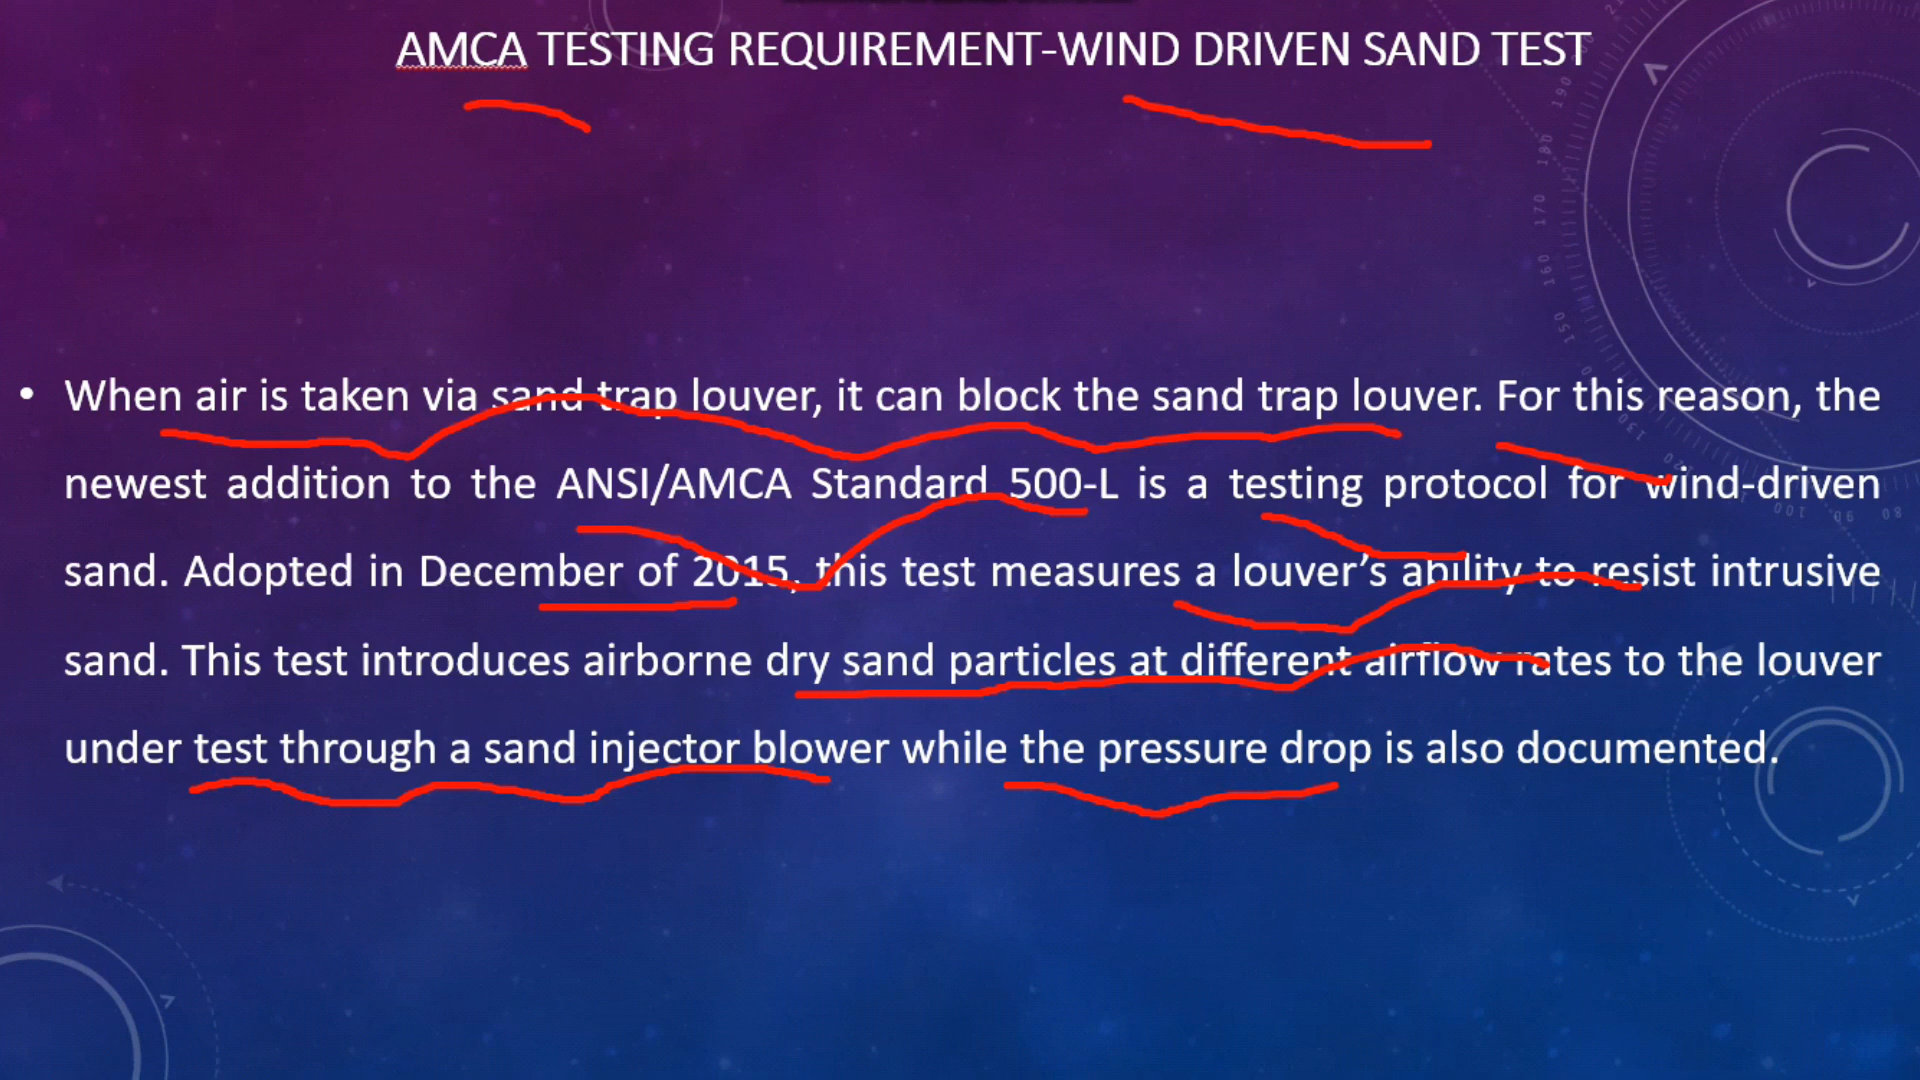 AMCA TESTING REQUIREMENT-WIND DRIVEN SAND TEST
• When air is taken via sand trap louver, it can block the sand trap louver. For this reason, the
newest addition to the ANSI/AMCA Standard 500-L is a testing protocol for wind-driven
sand. Adopted in December of 2015, this test measures a louver’s ability to resist intrusive
sand. This test introduces airborne dry sand particles at different airflow rates to the louver
under test through a sand injector blower while the pressure drop is also documented.